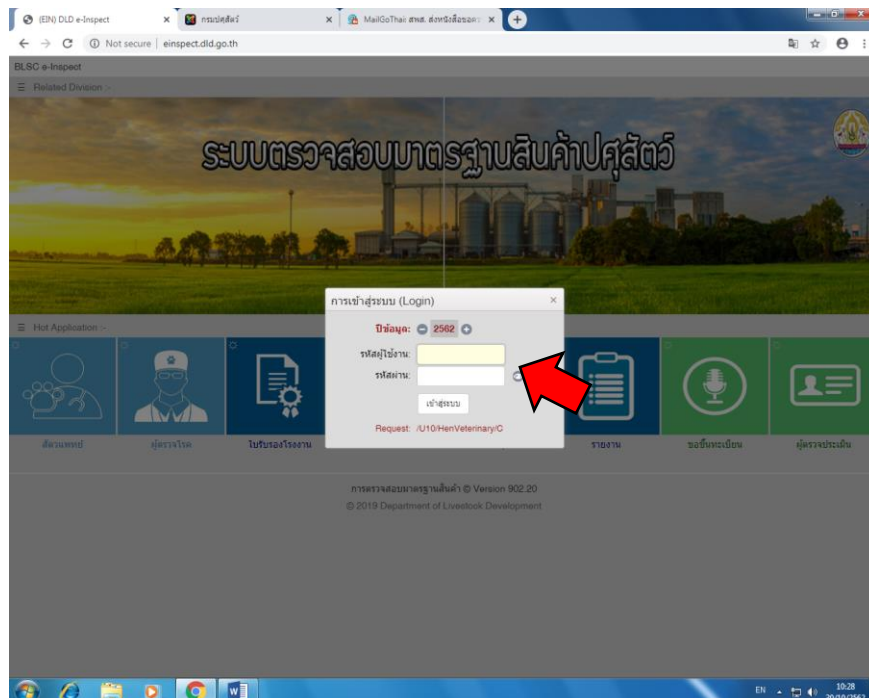 (EIN) DLD e-Inspect
กรมปศุสัตว์
MailGoThai: สพส. ส่งหนังสือขอคว
Not secure
einspect.dld.go.th
BLSC e-Inspect
Related Division :-
ระบบตรวจสอบมาตรฐานสินค้าปศุสัตว์
การเข้าสู่ระบบ (Login)
ปีข้อมูล: 2562
รหัสผู้ใช้งาน:
รหัสผ่าน:
เข้าสู่ระบบ
Request: /U10/HenVeterinary/C
Hot Application :-
สัตวแพทย์
ผู้ตรวจโรค
ใบรับรองโรงงาน
รายงาน
ขอขึ้นทะเบียน
ผู้ตรวจประเมิน
การตรวจสอบมาตรฐานสินค้า © Version 902.20
© 2019 Department of Livestock Development
EN
10:28
30/10/2562